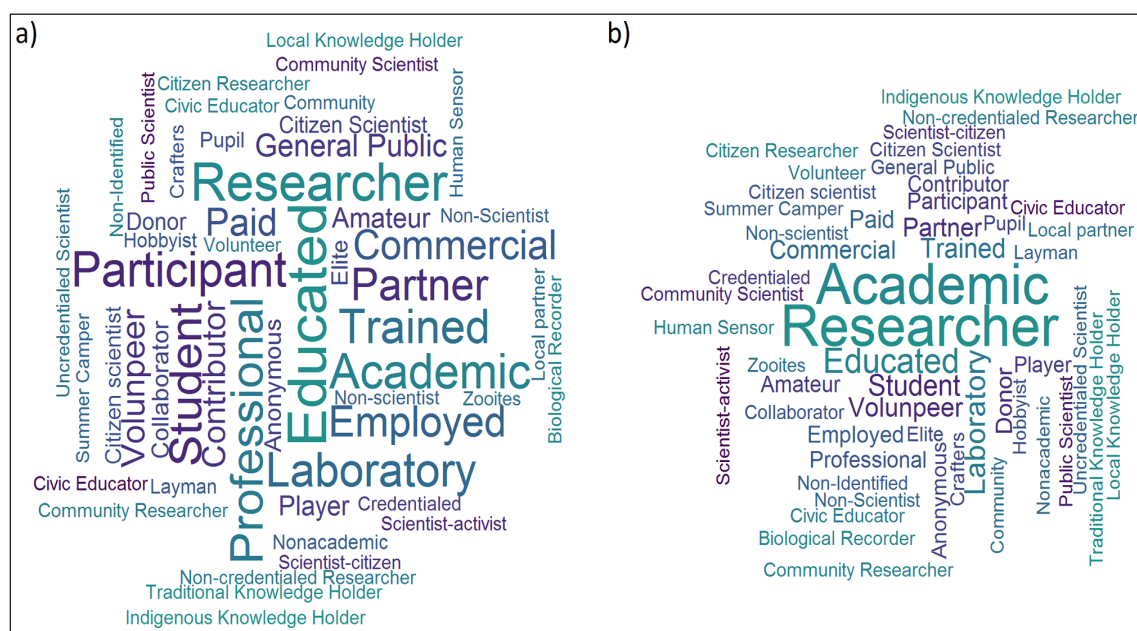 a)
Local Knowledge Holder
Community Scientist
Citizen Researcher
Civic Educator
Community
Public Scientist
Non-Identified
Crafters
Pupil
Citizen Scientist
General Public
Human Sensor
Researcher
Uncredentialed Scientist
Donor
Hobbyist
Paid
Volunteer
Educated
Amateur
Elite
Non-Scientist
Commercial
Participant
Partner
Summer Camper
Citizen scientist
Volunpeer
Collaborator
Student
Contributor
Professional
Anonymous
Trained
Academic
Local partner
Biological Recorder
Non-scientist
Zooites
Employed
Laboratory
Civic Educator
Layman
Community Researcher
Player
Credentialed
Scientist-activist
Nonacademic
Scientist-citizen
Non-credentialed Researcher
Traditional Knowledge Holder
Indigenous Knowledge Holder
b)
Indigenous Knowledge Holder
Non-credentialed Researcher
Scientist-citizen
Citizen Researcher
Citizen Scientist
Volunteer
General Public
Citizen scientist
Contributor
Summer Camper
Participant
Civic Educator
Paid
Partner
Pupil
Local partner
Non-scientist
Commercial
Trained
Layman
Credentialed
Community Scientist
Academic
Human Sensor
Researcher
Scientist-activist
Zooites
Educated
Amateur
Student
Laboratory
Donor
Player
Hobbyist
Collaborator
Volunpeer
Employed
Elite
Professional
Non-Identified
Non-Scientist
Civic Educator
Anonymous
Crafters
Community
Nonacademic
Public Scientist
Uncredentialed Scientist
Traditional Knowledge Holder
Local Knowledge Holder
Biological Recorder
Community Researcher